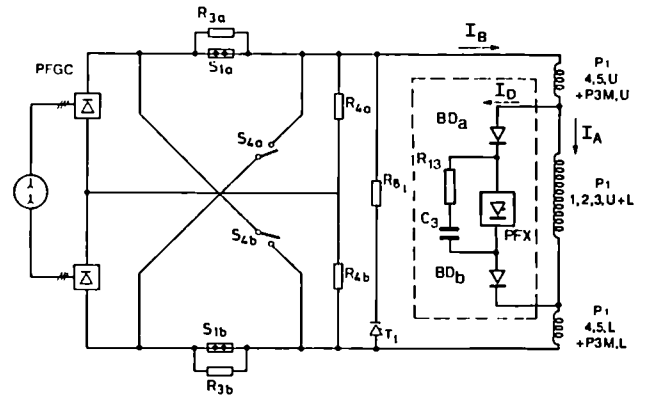 R3a
S1a
IB
P1
4,5,U
+P3M,U
PFGC
ID
BDa
R4a
S4a
IA
R13
RB1
P1
1,2,3,U+L
C3
PFX
S4b
R4b
BDb
T1
P1
4,5,L
+P3M,L
S1b
R3b